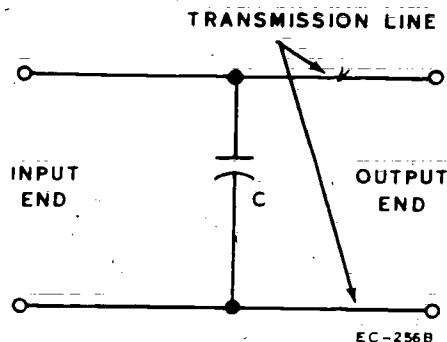 TRANSMISSION LINE
INPUT
END
C
OUTPUT
END
EC-256B